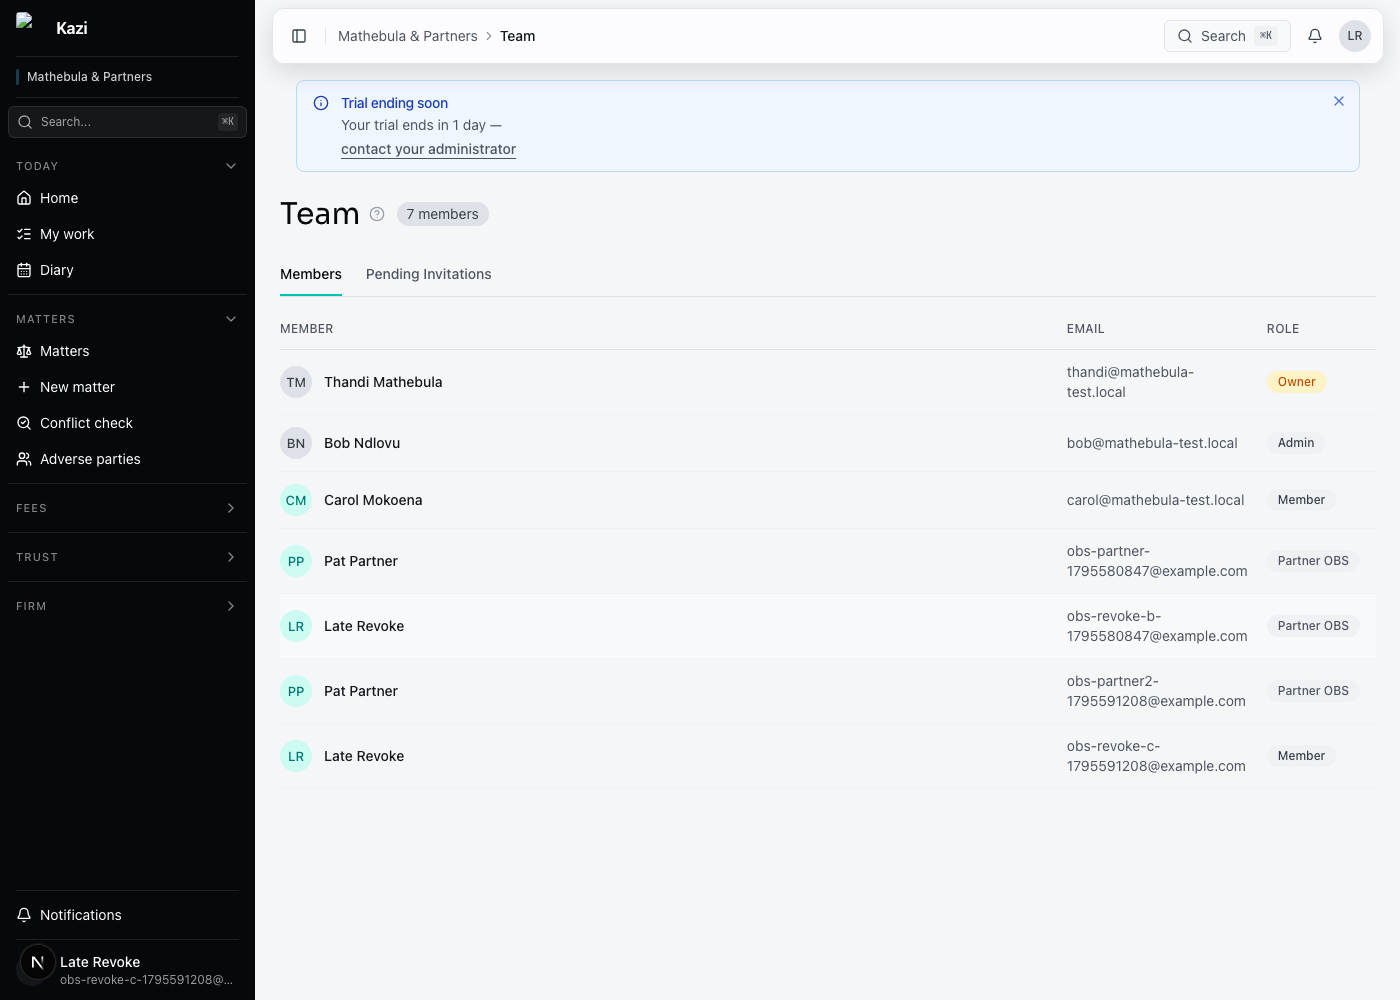 Kazi
Mathebula & Partners
Search...
⌘K
TODAY
Home
My work
Diary
MATTERS
Matters
New matter
Conflict check
Adverse parties
FEES
TRUST
FIRM
Notifications
N
Late Revoke
obs-revoke-c-1795591208@...
Mathebula & Partners
Team
Search
⌘K
LR
Trial ending soon
Your trial ends in 1 day —
contact your administrator
Team
7 members
Members
Pending Invitations
MEMBER
EMAIL
ROLE
TM
Thandi Mathebula
thandi@mathebula-
test.local
Owner
BN
Bob Ndlovu
bob@mathebula-test.local
Admin
CM
Carol Mokoena
carol@mathebula-test.local
Member
PP
Pat Partner
obs-partner-
1795580847@example.com
Partner OBS
LR
Late Revoke
obs-revoke-b-
1795580847@example.com
Partner OBS
PP
Pat Partner
obs-partner2-
1795591208@example.com
Partner OBS
LR
Late Revoke
obs-revoke-c-
1795591208@example.com
Member